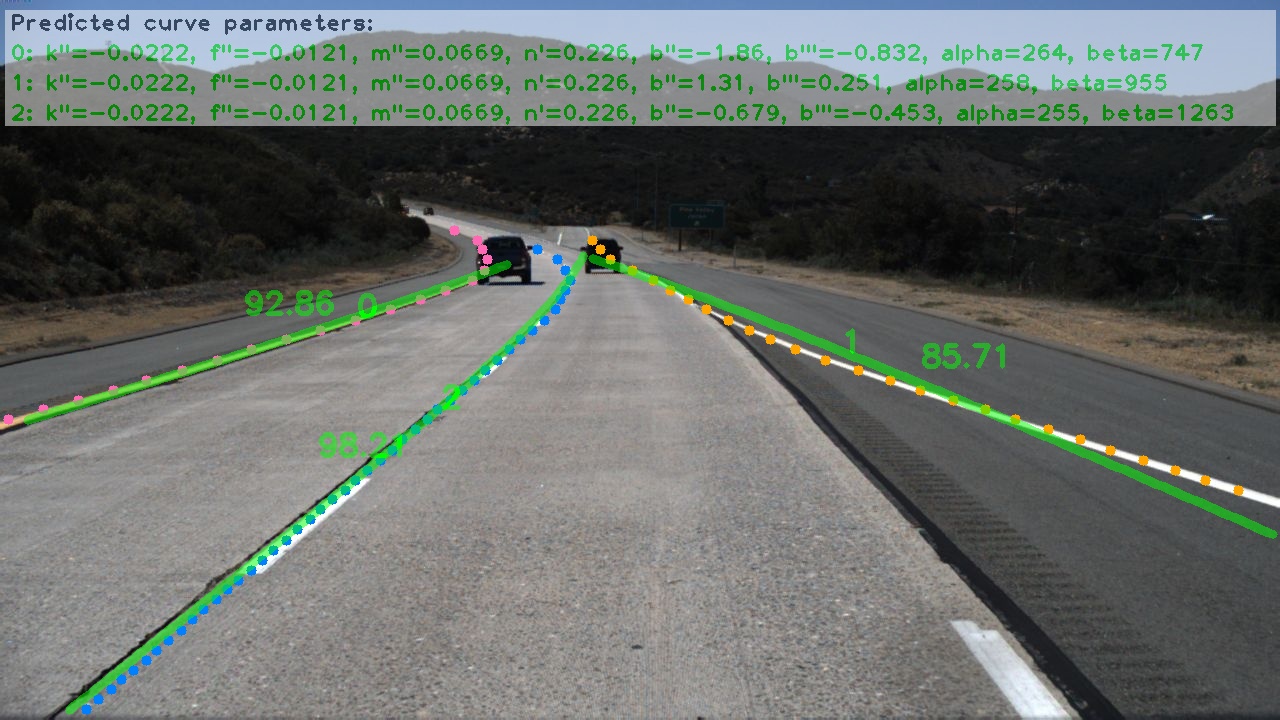 Predicted curve parameters:
0: k''=-0.0222, f''=-0.0121, m''=0.0669, n'=0.226, b''=-1.86, b'''=-0.832, alpha=264, beta=747
1: k''=-0.0222, f''=-0.0121, m''=0.0669, n'=0.226, b''=1.31, b'''=0.251, alpha=258, beta=955
2: k''=-0.0222, f''=-0.0121, m''=0.0669, n'=0.226, b''=-0.679, b'''=-0.453, alpha=255, beta=1263
92.86 0
1
85.71
2
98.21